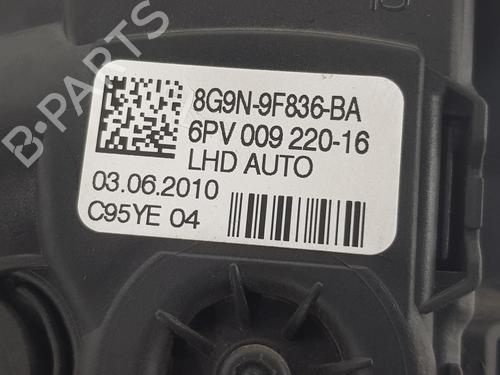 8G9N-9F836-BA
6PV 009 220-16
LHD AUTO
03.06.2010
C95YE 04
B-PARTS